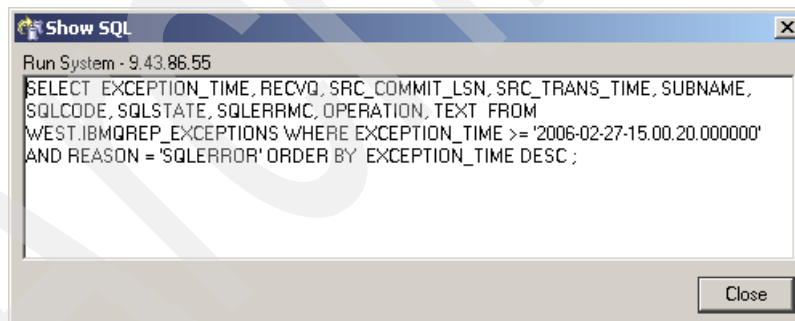 Show SQL
Run System - 9.43.86.55
SELECT EXCEPTION_TIME, RECVQ, SRC_COMMIT_LSN, SRC_TRANS_TIME, SUBNAME,
SQLCODE, SQLSTATE, SQLERRMC, OPERATION, TEXT FROM
WEST.IBMQREP_EXCEPTIONS WHERE EXCEPTION_TIME >= '2006-02-27-15.00.20.000000'
AND REASON = 'SQLERROR' ORDER BY EXCEPTION_TIME DESC ;
Close